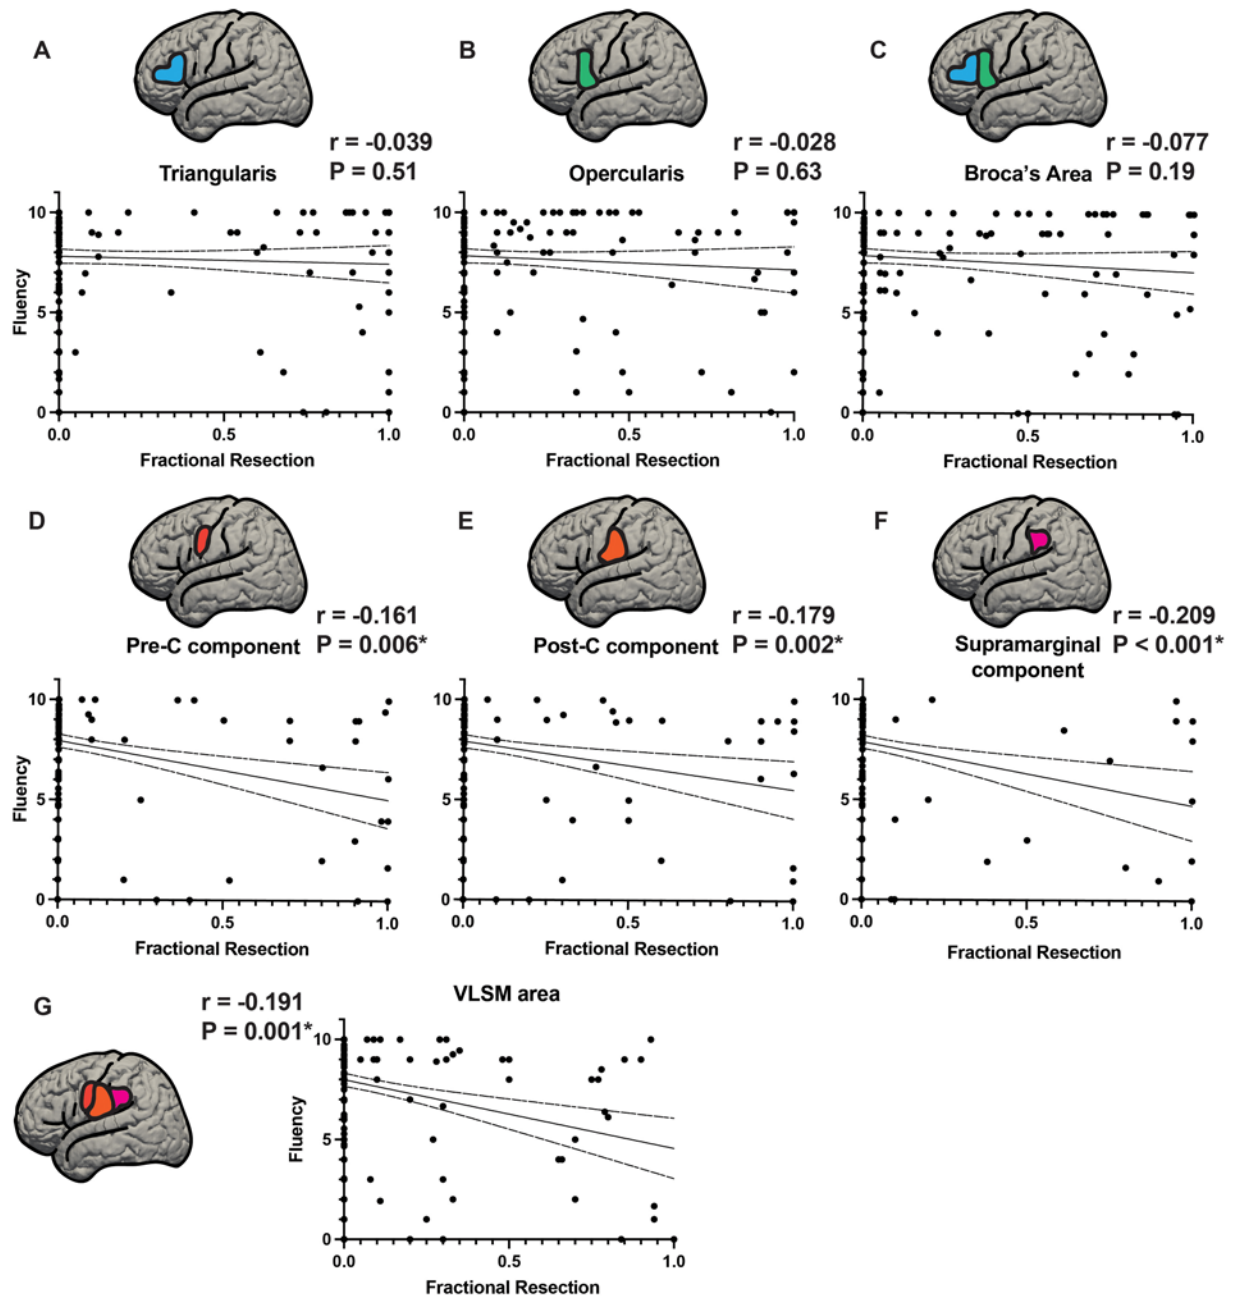 A
r = -0.039
P = 0.51
Triangularis
Fluency
10
5
0
0.0 0.5 1.0
Fractional Resection
B
r = -0.028
P = 0.63
Opercularis
10
5
0
0.0 0.5 1.0
Fractional Resection
C
r = -0.077
P = 0.19
Broca's Area
10
5
0
0.0 0.5 1.0
Fractional Resection
D
r = -0.161
P = 0.006*
Pre-C component
Fluency
10
5
0
0.0 0.5 1.0
Fractional Resection
E
r = -0.179
P = 0.002*
Post-C component
10
5
0
0.0 0.5 1.0
Fractional Resection
F
r = -0.209
P < 0.001*
Supramarginal
component
10
5
0
0.0 0.5 1.0
Fractional Resection
G
r = -0.191
P = 0.001*
VLSM area
Fluency
10
5
0
0.0 0.5 1.0
Fractional Resection